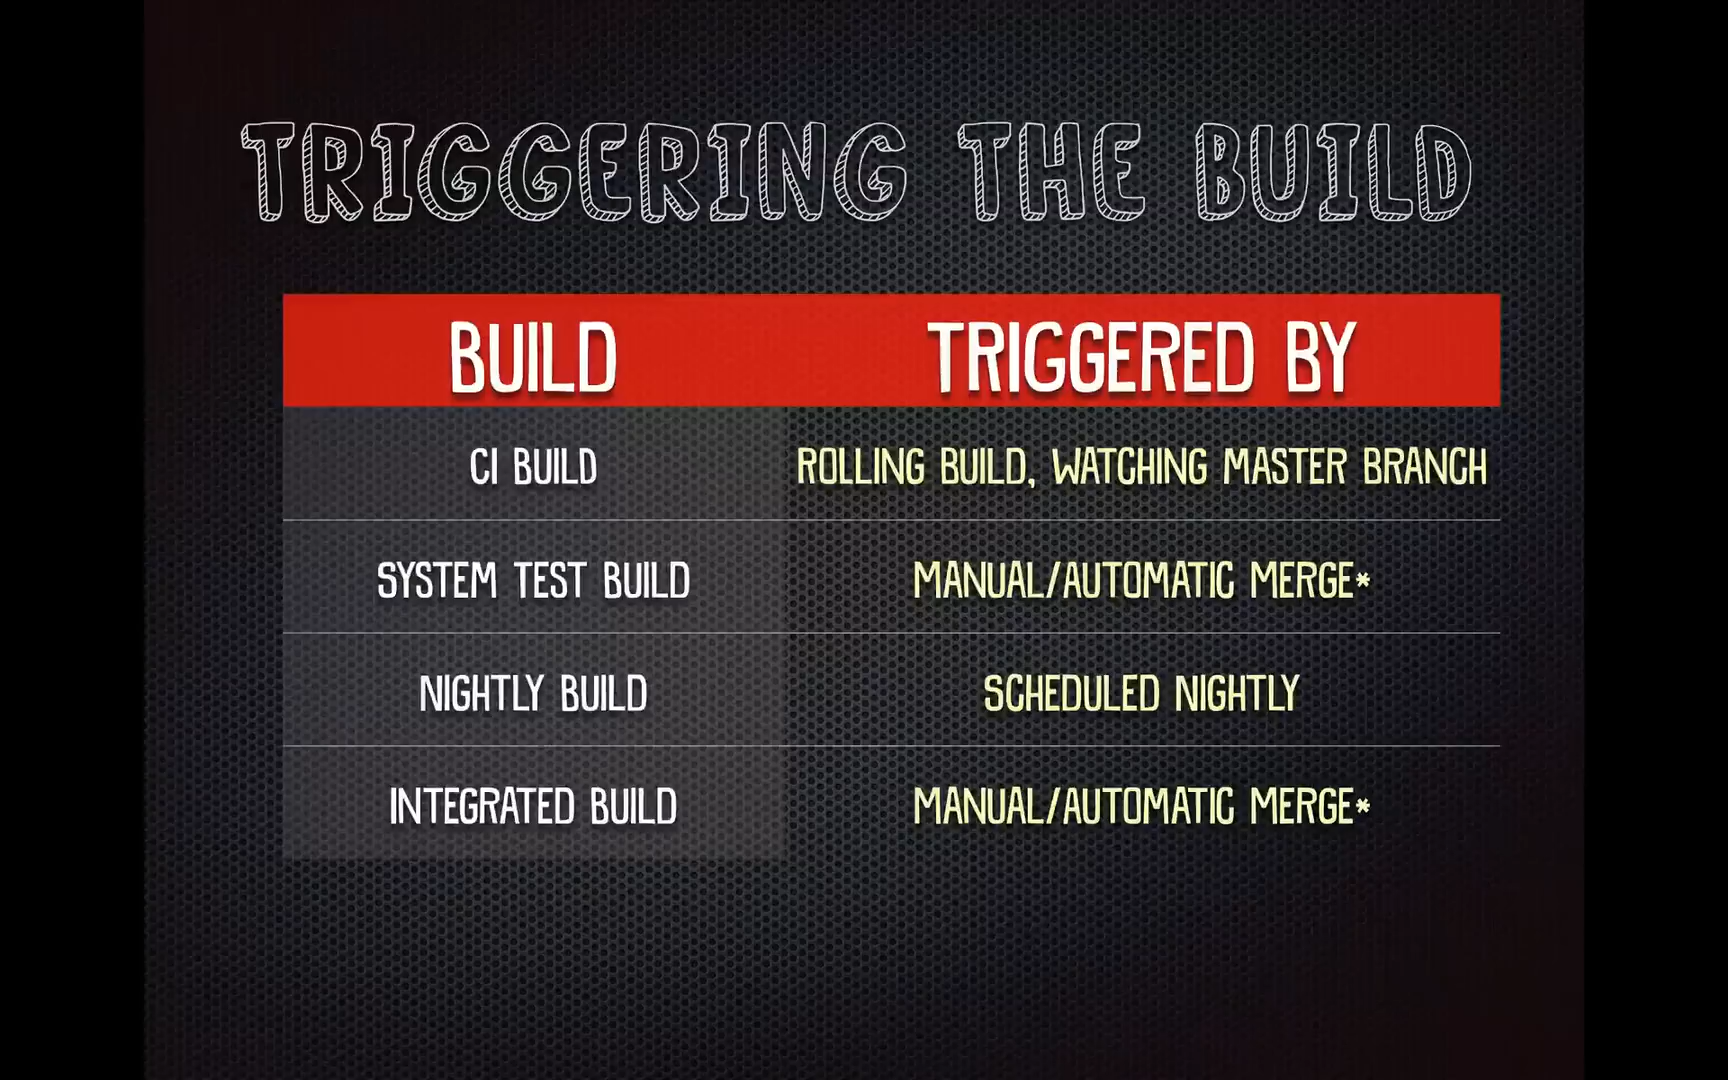 TRIGGERING THE BUILD
BUILD TRIGGERED BY
CI BUILD ROLLING BUILD, WATCHING MASTER BRANCH
SYSTEM TEST BUILD MANUAL/AUTOMATIC MERGE*
NIGHTLY BUILD SCHEDULED NIGHTLY
INTEGRATED BUILD MANUAL/AUTOMATIC MERGE*